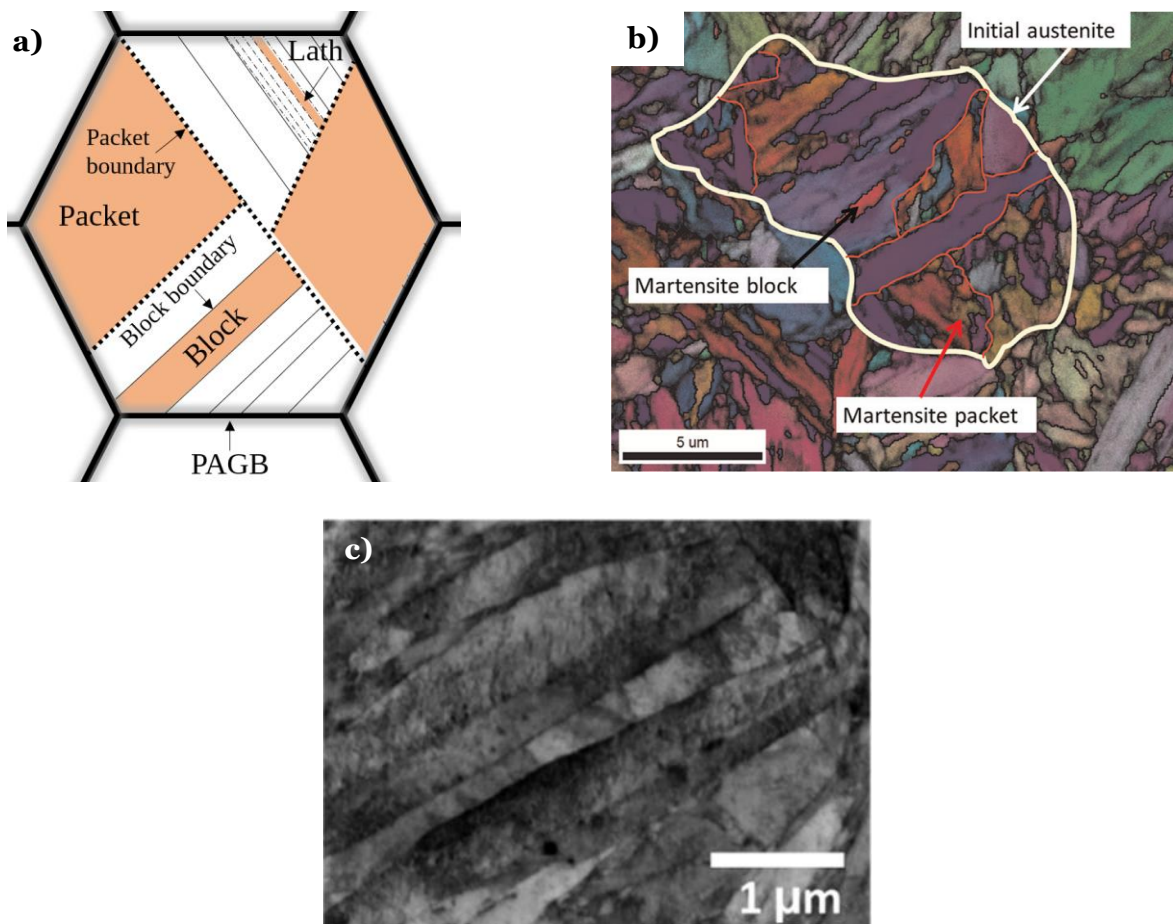 a)
Lath
Packet
boundary
Packet
Block boundary
Block
PAGB
b)
Initial austenite
Martensite block
Martensite packet
5 um
c)
1 µm